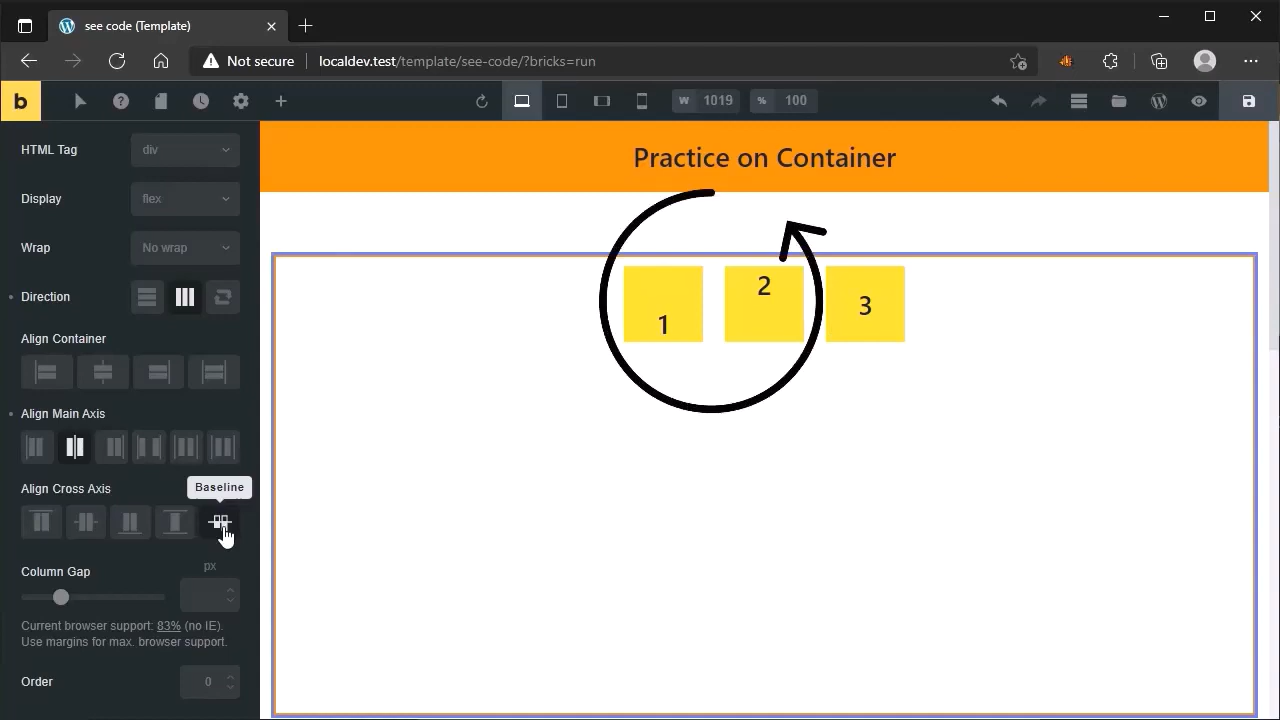 see code (Template)
Not secure
localdev.test/template/see-code/?bricks=run
b
W 1019
% 100
HTML Tag
div
Display
flex
Wrap
No wrap
Direction
Align Container
Align Main Axis
Align Cross Axis
Baseline
px
Column Gap
Current browser support: 83% (no IE).
Use margins for max. browser support.
Order
0
Practice on Container
1
2
3